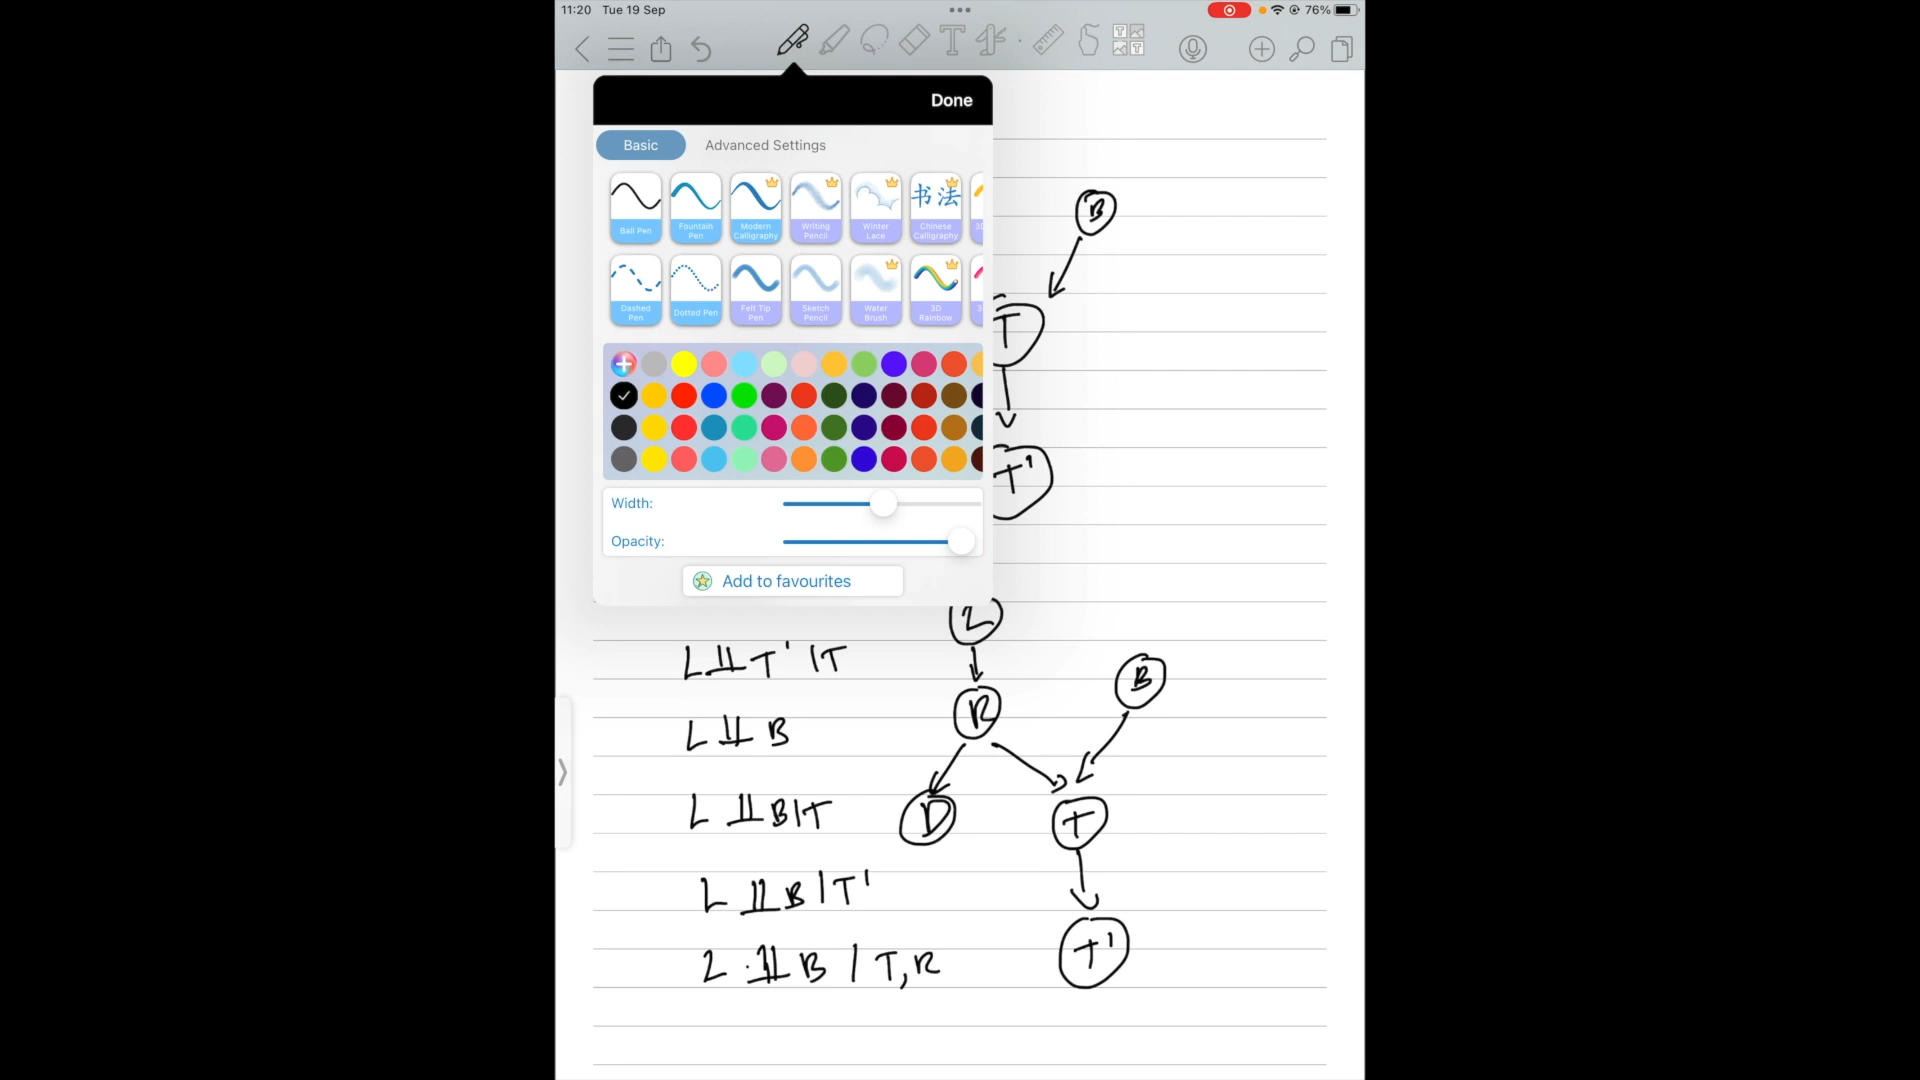 11:20 Tue 19 Sep
76%
Done
Basic Advanced Settings
Ball Pen
Fountain Pen
Modern Calligraphy
Writing Pencil
Winter Lace
书法
Chinese Calligraphy
Dashed Pen
Dotted Pen
Felt Tip Pen
Sketch Pencil
Water Brush
3D Rainbow
Width:
Opacity:
Add to favourites
B
T
T'
L
R
B
D
T
T'
L ⊥⊥ T' | T
L ⊥⊥ B
L ⊥⊥ B | T
L ⊥⊥ B | T'
L ⊥⊥ B | T, R